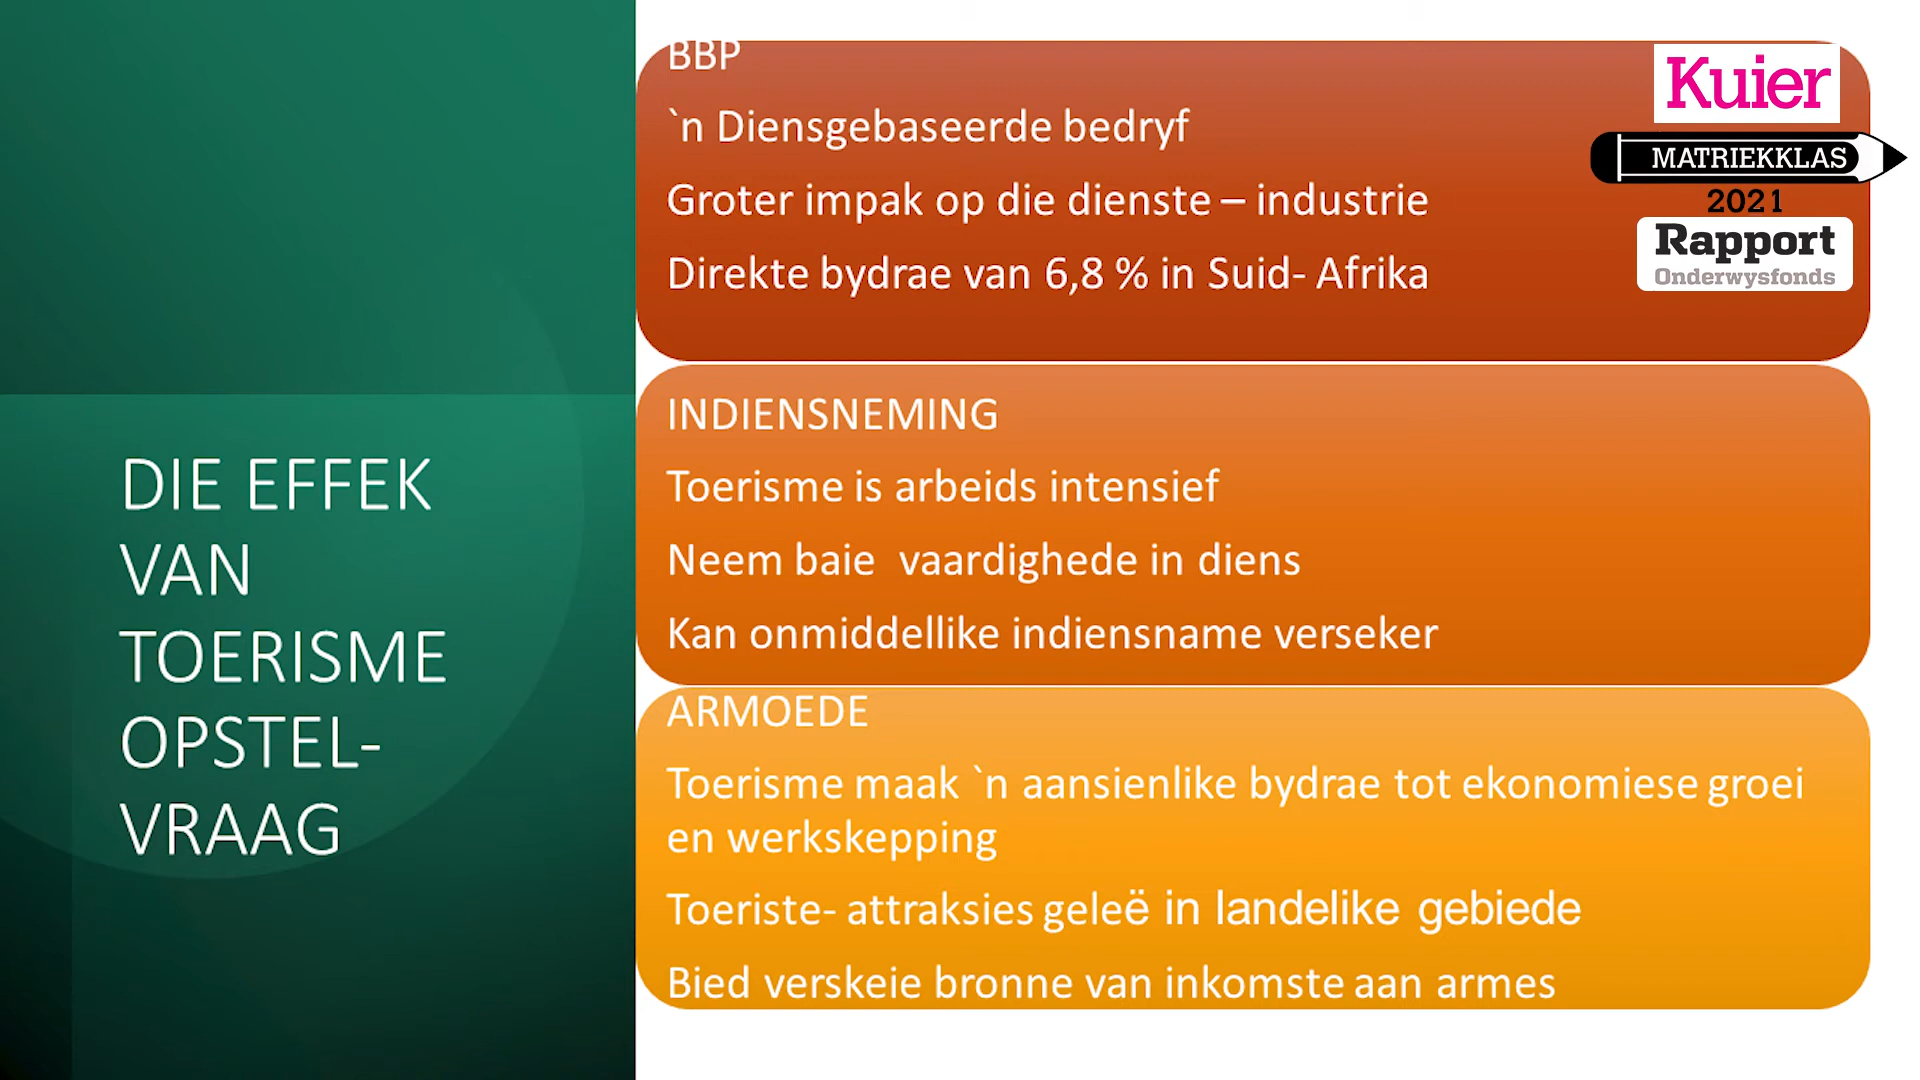 DIE EFFEK
VAN
TOERISME
OPSTEL-
VRAAG
BBP
`n Diensgebaseerde bedryf
Groter impak op die dienste – industrie
Direkte bydrae van 6,8 % in Suid- Afrika
INDIENSNEMING
Toerisme is arbeids intensief
Neem baie  vaardighede in diens
Kan onmiddellike indiensname verseker
ARMOEDE
Toerisme maak `n aansienlike bydrae tot ekonomiese groei
en werkskepping
Toeriste- attraksies geleë in landelike gebiede
Bied verskeie bronne van inkomste aan armes
Kuier
MATRIEKKLAS
2021
Rapport
Onderwysfonds